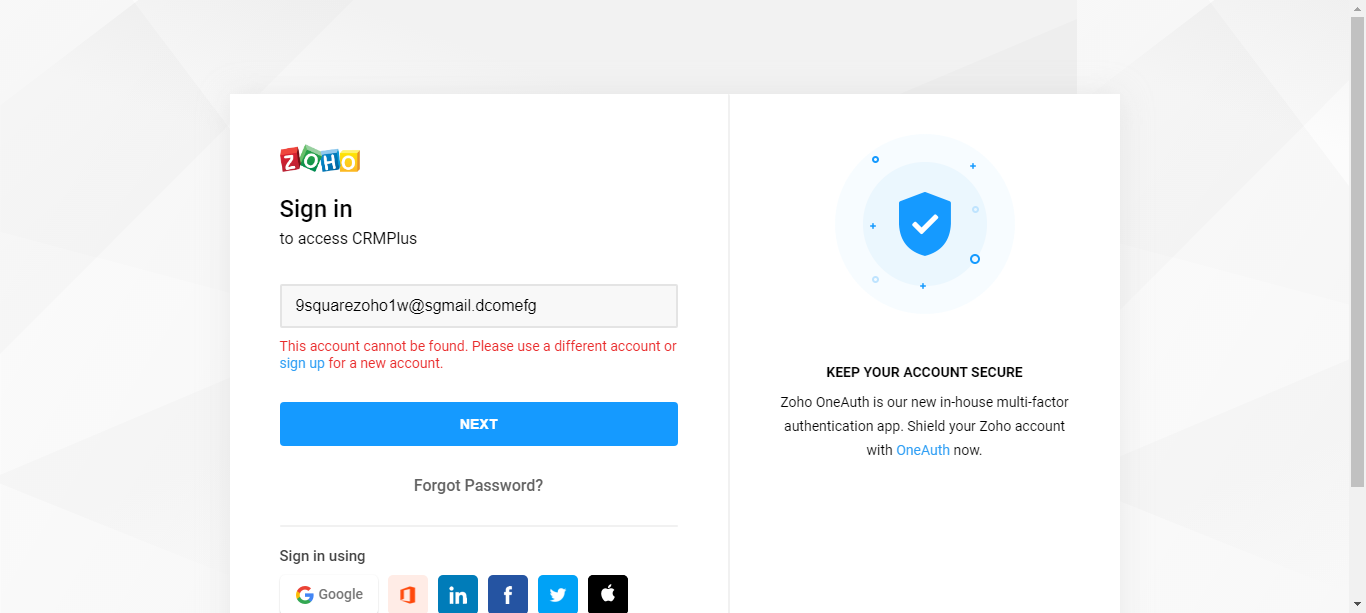 ZOHO
Sign in
to access CRMPlus
9squarezoho1w@sgmail.dcomefg
This account cannot be found. Please use a different account or
sign up for a new account.
NEXT
Forgot Password?
Sign in using
Google
in
f
KEEP YOUR ACCOUNT SECURE
Zoho OneAuth is our new in-house multi-factor
authentication app. Shield your Zoho account
with OneAuth now.